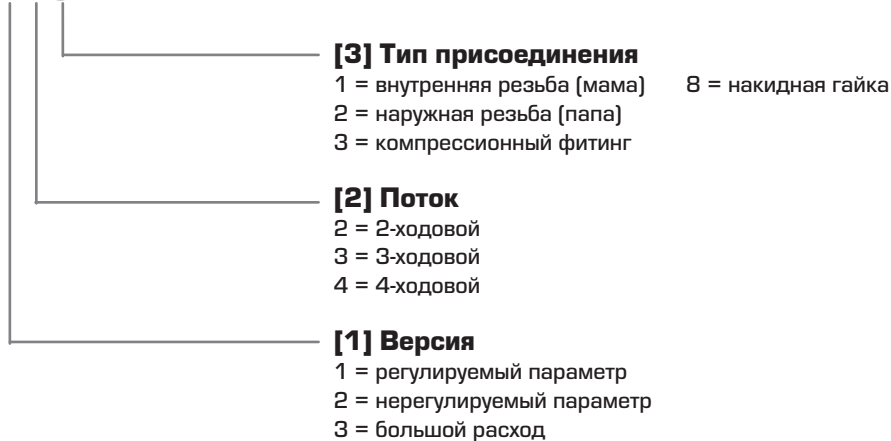 [3] Тип присоединения
1 = внутренняя резьба (мама) 8 = накидная гайка
2 = наружная резьба (папа)
3 = компрессионный фитинг
[2] Поток
2 = 2-ходовой
3 = 3-ходовой
4 = 4-ходовой
[1] Версия
1 = регулируемый параметр
2 = нерегулируемый параметр
3 = большой расход